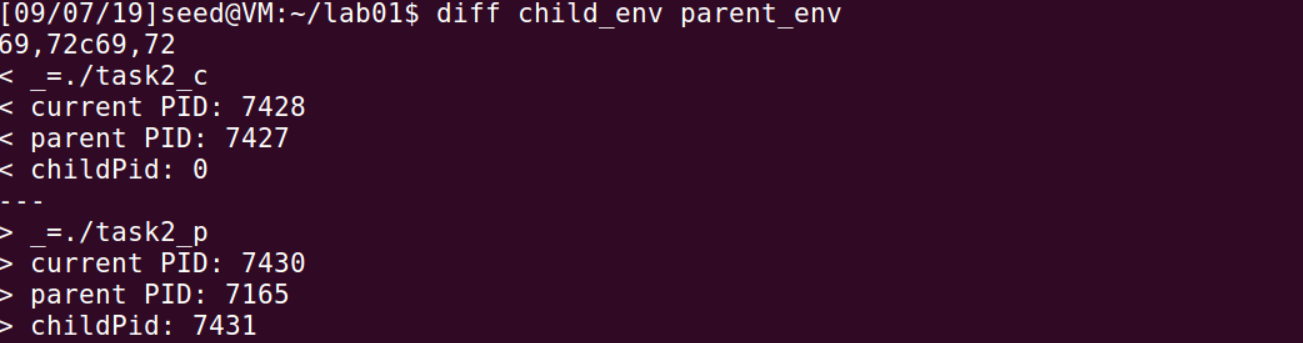 [09/07/19]seed@VM:~/lab01$ diff child_env parent_env
69,72c69,72
< _=./task2_c
< current PID: 7428
< parent PID: 7427
< childPid: 0
---
> _=./task2_p
> current PID: 7430
> parent PID: 7165
> childPid: 7431